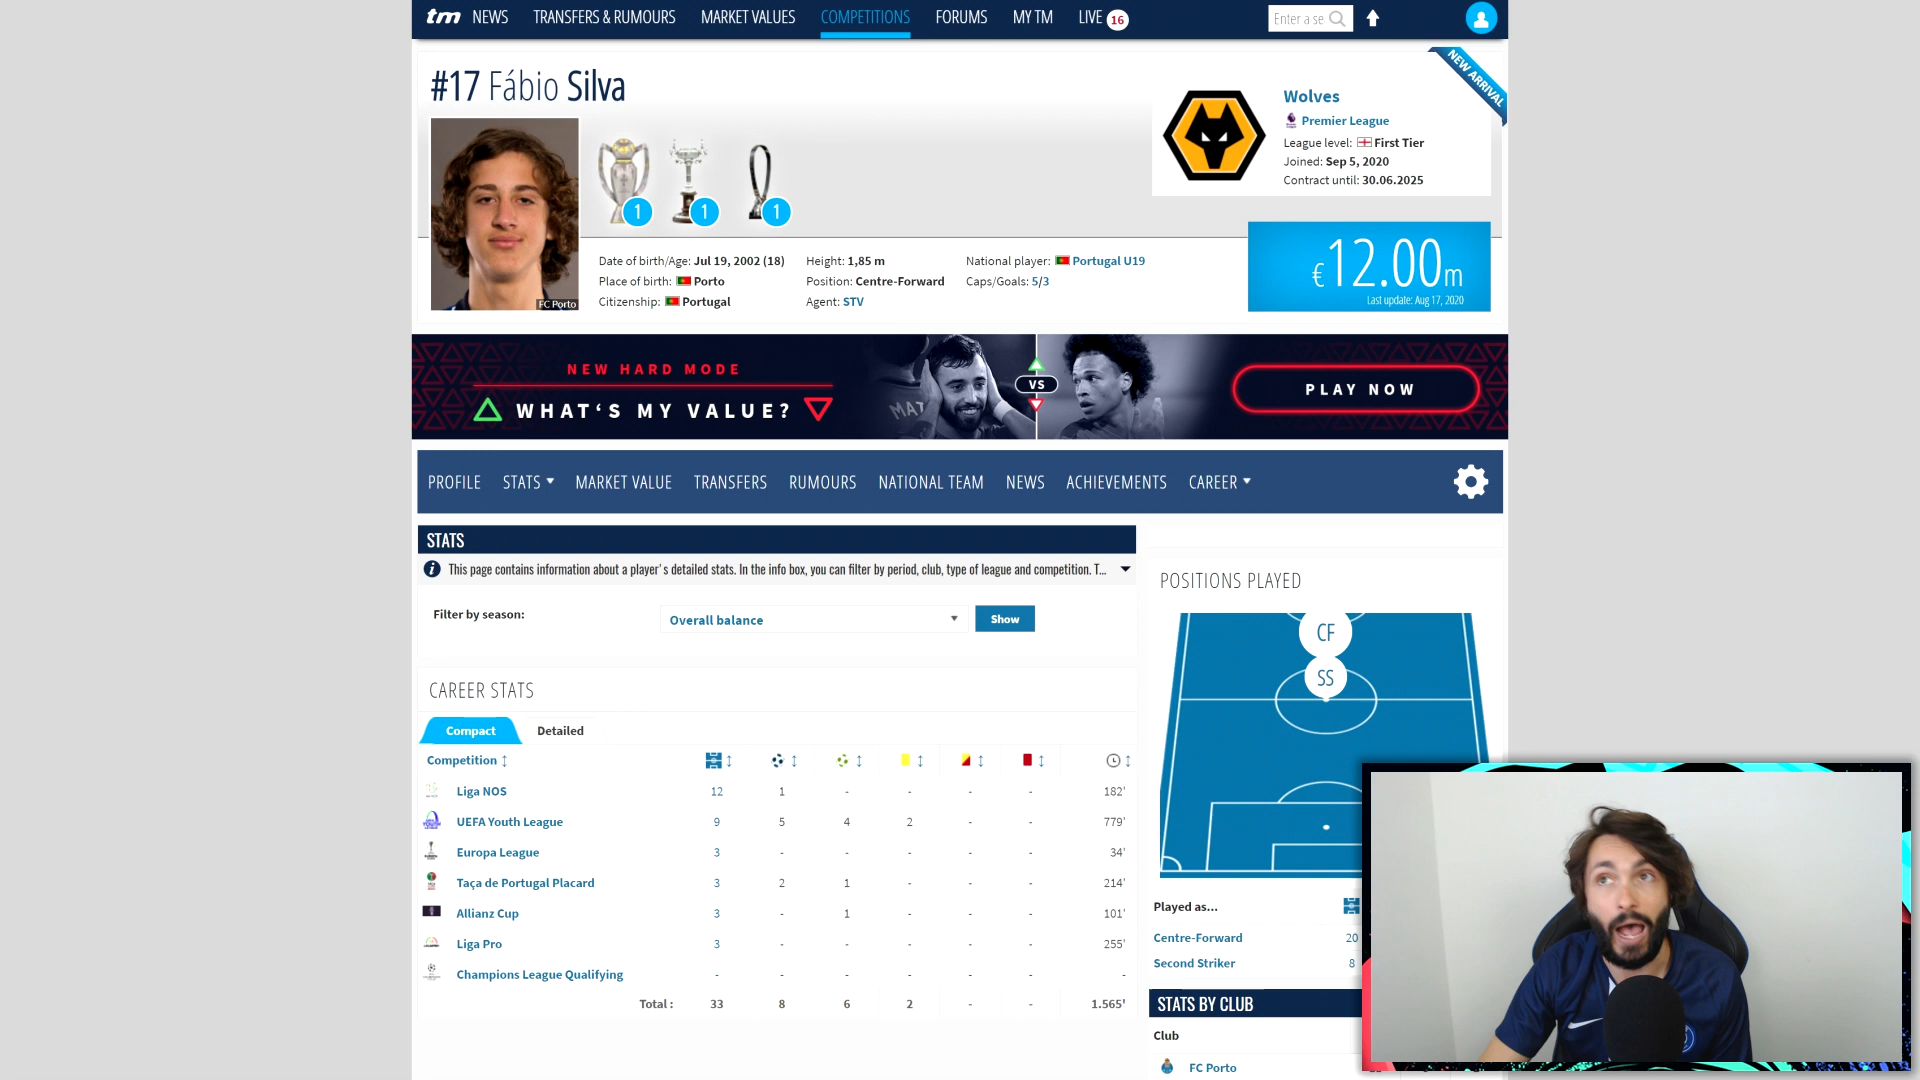 tm NEWS TRANSFERS & RUMOURS MARKET VALUES COMPETITIONS FORUMS MY TM LIVE 16 Enter a se
NEW ARRIVAL
#17 Fábio Silva
Wolves
Premier League
League level: First Tier
Joined: Sep 5, 2020
Contract until: 30.06.2025
1 1 1
FC Porto
Date of birth/Age: Jul 19, 2002 (18) Height: 1,85 m National player: Portugal U19
Place of birth: Porto Position: Centre-Forward Caps/Goals: 5/3
Citizenship: Portugal Agent: STV
€12.00m
Last update: Aug 17, 2020
NEW HARD MODE
WHAT'S MY VALUE?
MAT
VS
PLAY NOW
PROFILE STATS MARKET VALUE TRANSFERS RUMOURS NATIONAL TEAM NEWS ACHIEVEMENTS CAREER
STATS
This page contains information about a player's detailed stats. In the info box, you can filter by period, club, type of league and competition. T...
Filter by season: Overall balance Show
CAREER STATS
Compact Detailed
Competition
Liga NOS 12 1 - - - - 182'
UEFA Youth League 9 5 4 2 - - 779'
Europa League 3 - - - - - 34'
Taça de Portugal Placard 3 2 1 - - - 214'
Allianz Cup 3 - 1 - - - 101'
Liga Pro 3 - - - - - 255'
Champions League Qualifying - - - - - - -
Total : 33 8 6 2 - - 1.565'
POSITIONS PLAYED
CF
SS
Played as...
Centre-Forward 20
Second Striker 8
STATS BY CLUB
Club
FC Porto